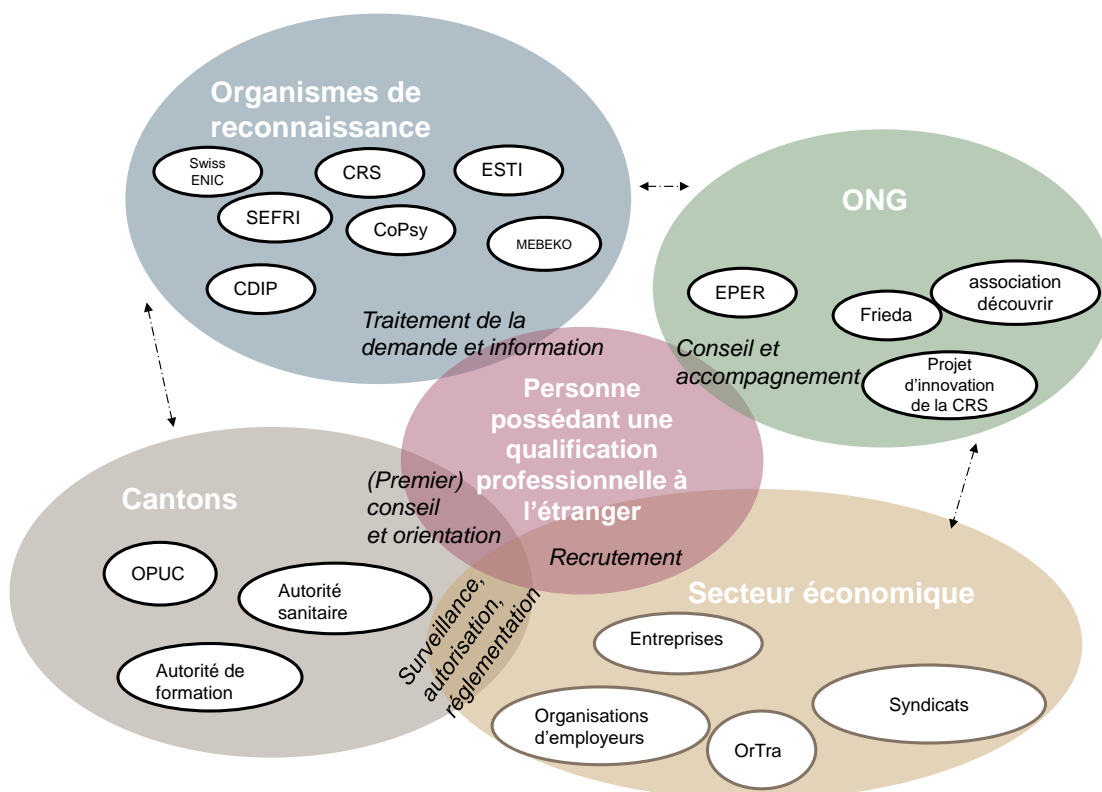 Organismes de
reconnaissance
Swiss
ENIC
CRS
ESTI
SEFRI
CoPsy
MEBEKO
CDIP
Traitement de la
demande et information
ONG
EPER
Frieda
association
découvrir
Projet
d'innovation
de la CRS
Conseil et
accompagnement
Personne
possédant une
qualification
professionnelle à
l'étranger
Cantons
(Premier)
conseil
et orientation
OPUC
Autorité
sanitaire
Autorité de
formation
Surveillance,
autorisation,
réglementation
Recrutement
Secteur économique
Entreprises
Organisations
d'employeurs
OrTra
Syndicats